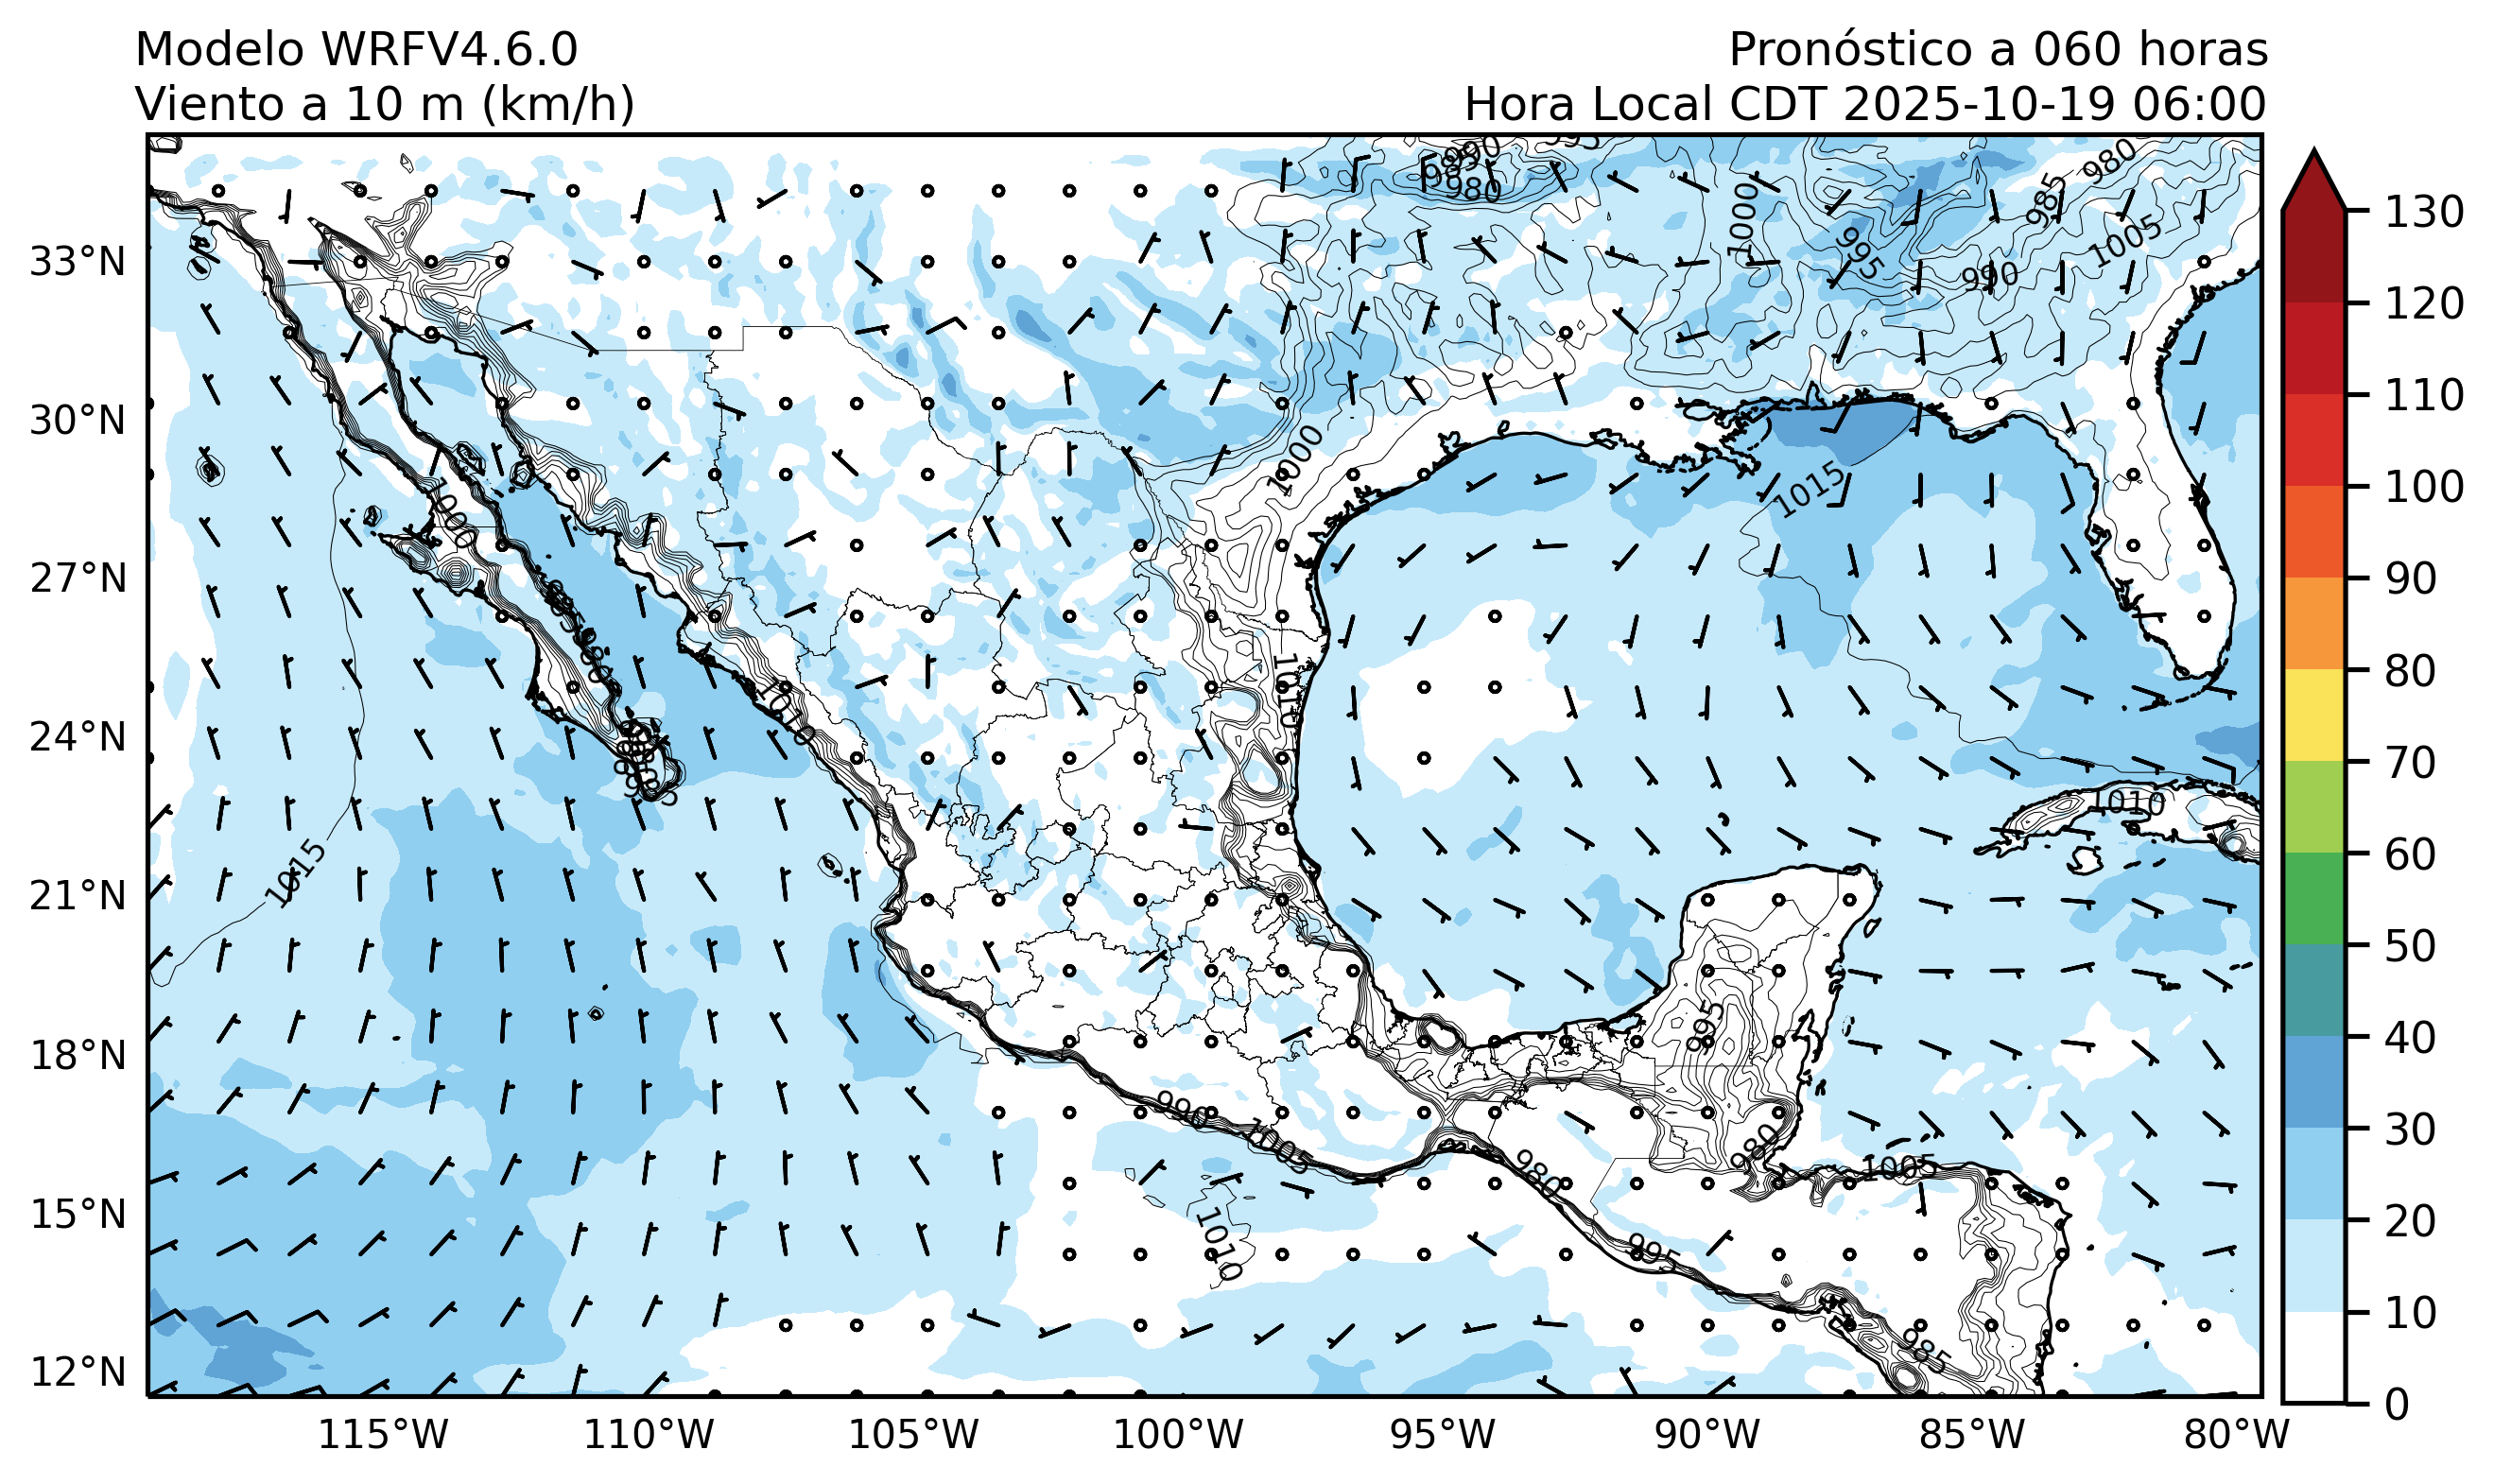 Modelo WRFV4.6.0
Pronóstico a 060 horas
Viento a 10 m (km/h)
Hora Local CDT 2025-10-19 06:00
990
995
985
980
980
985
1000
995
1005
990
33°N
30°N
27°N
24°N
21°N
18°N
15°N
12°N
1000
1015
1000
1010
1010
1010
1015
995
990
1005
980
980
1005
1010
995
985
115°W
110°W
105°W
100°W
95°W
90°W
85°W
80°W
130
120
110
100
90
80
70
60
50
40
30
20
10
0